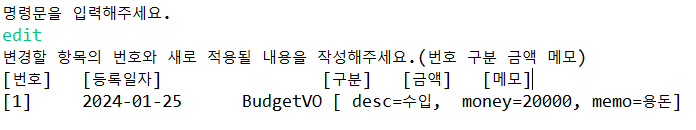 명령문을 입력해주세요.
edit
변경할 항목의 번호와 새로 적용될 내용을 작성해주세요.(번호 구분 금액 메모)
[번호] [등록일자] [구분] [금액] [메모]
[1] 2024-01-25 BudgetVO [ desc=수입, money=20000, memo=용돈]